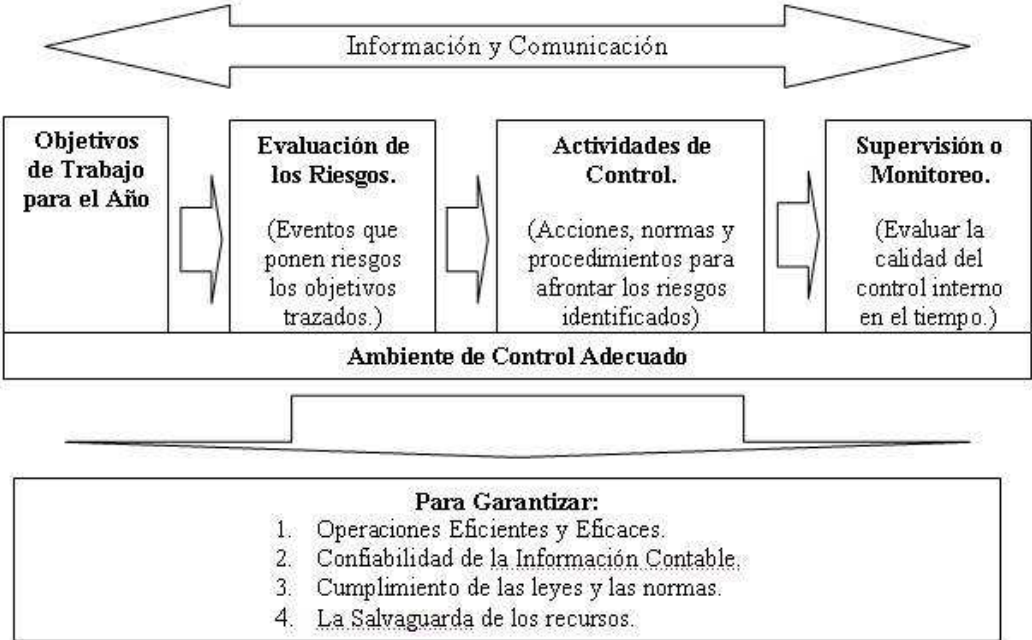 Información y Comunicación
Objetivos
de Trabajo
para el Año
Evaluación de
los Riesgos.
(Eventos que
ponen riesgos
los objetivos
trazados.)
Actividades de
Control.
(Acciones, normas y
procedimientos para
afrontar los riesgos
identificados)
Supervisión o
Monitoreo.
(Evaluar la
calidad del
control interno
en el tiempo.)
Ambiente de Control Adecuado
Para Garantizar:
1. Operaciones Eficientes y Eficaces.
2. Confiabilidad de la Información Contable.
3. Cumplimiento de las leyes y las normas.
4. La Salvaguarda de los recursos.